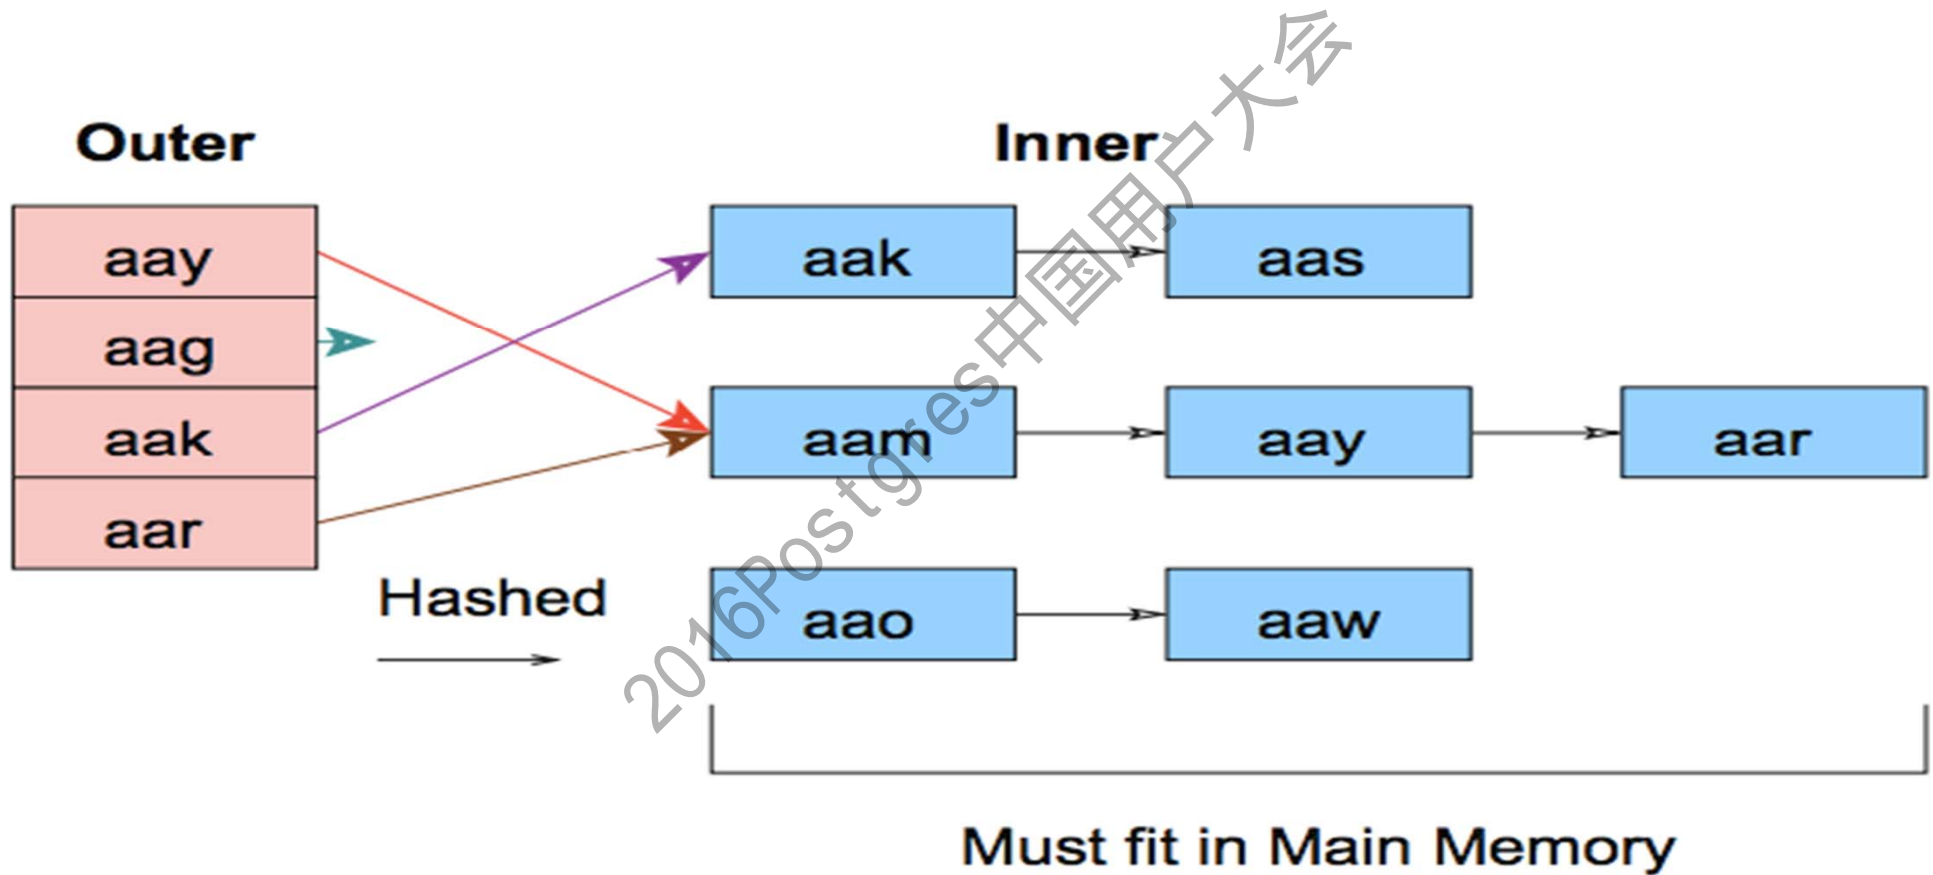 Outer
Inner
aay
aag
aak
aar
aak
aas
aam
aay
aar
aao
aaw
Hashed
Must fit in Main Memory
2016Postgres中国用户大会